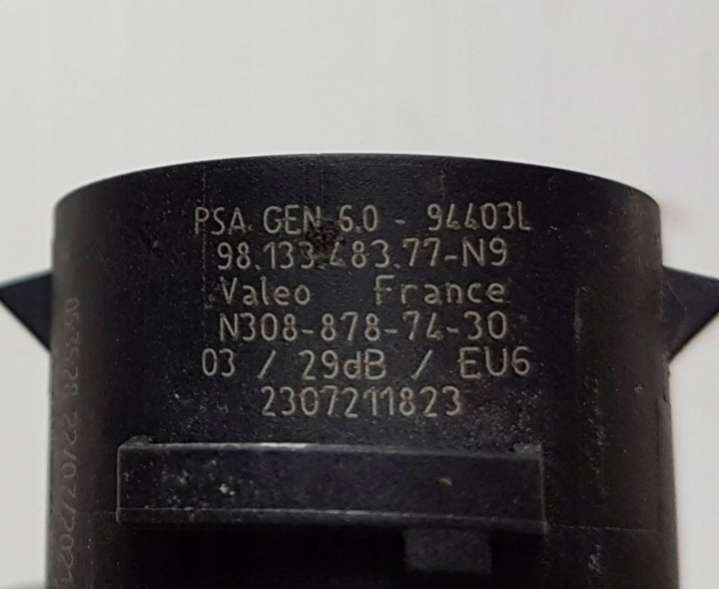 PSA GEN 6.0 - 94403L
98.133.483.77-N9
Valeo France
N308-878-74-30
03 / 29dB / EU6
2307211823